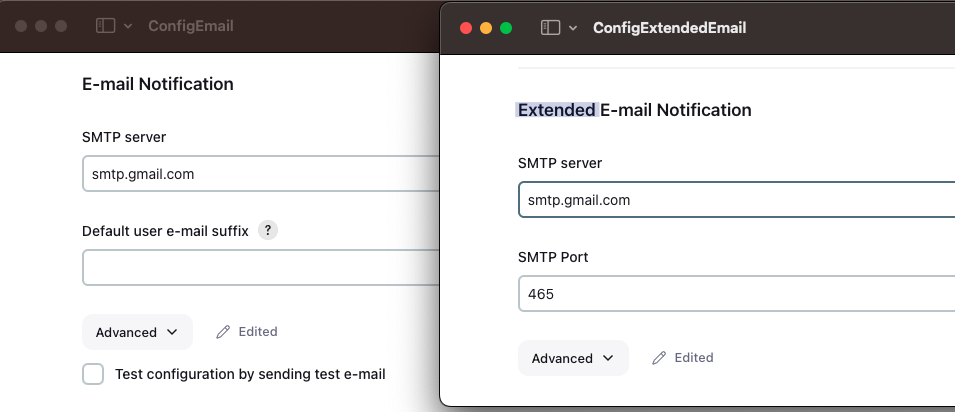 ConfigEmail
E-mail Notification
SMTP server
smtp.gmail.com
Default user e-mail suffix ?
Advanced
Edited
Test configuration by sending test e-mail
ConfigExtendedEmail
Extended E-mail Notification
SMTP server
smtp.gmail.com
SMTP Port
465
Advanced
Edited